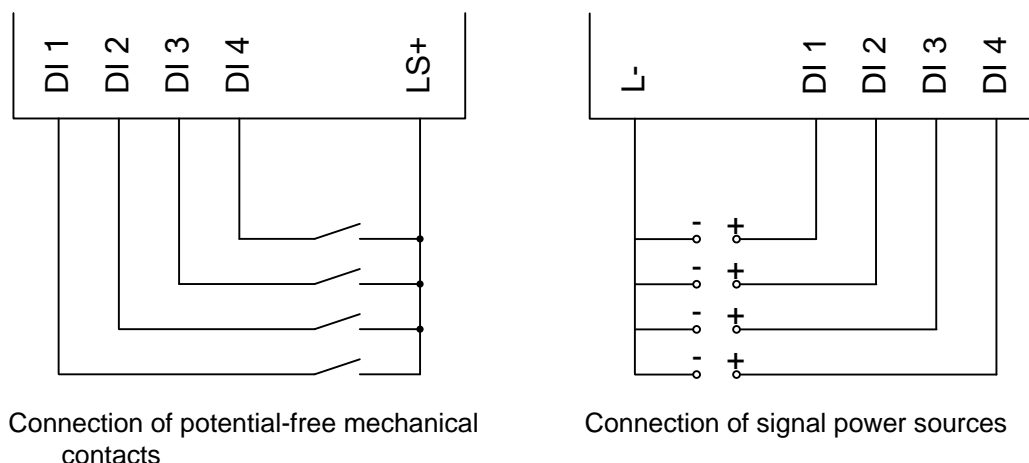 DI 1
DI 2
DI 3
DI 4
LS+
L-
DI 1
DI 2
DI 3
DI 4
- +
- +
- +
- +
Connection of potential-free mechanical
contacts
Connection of signal power sources